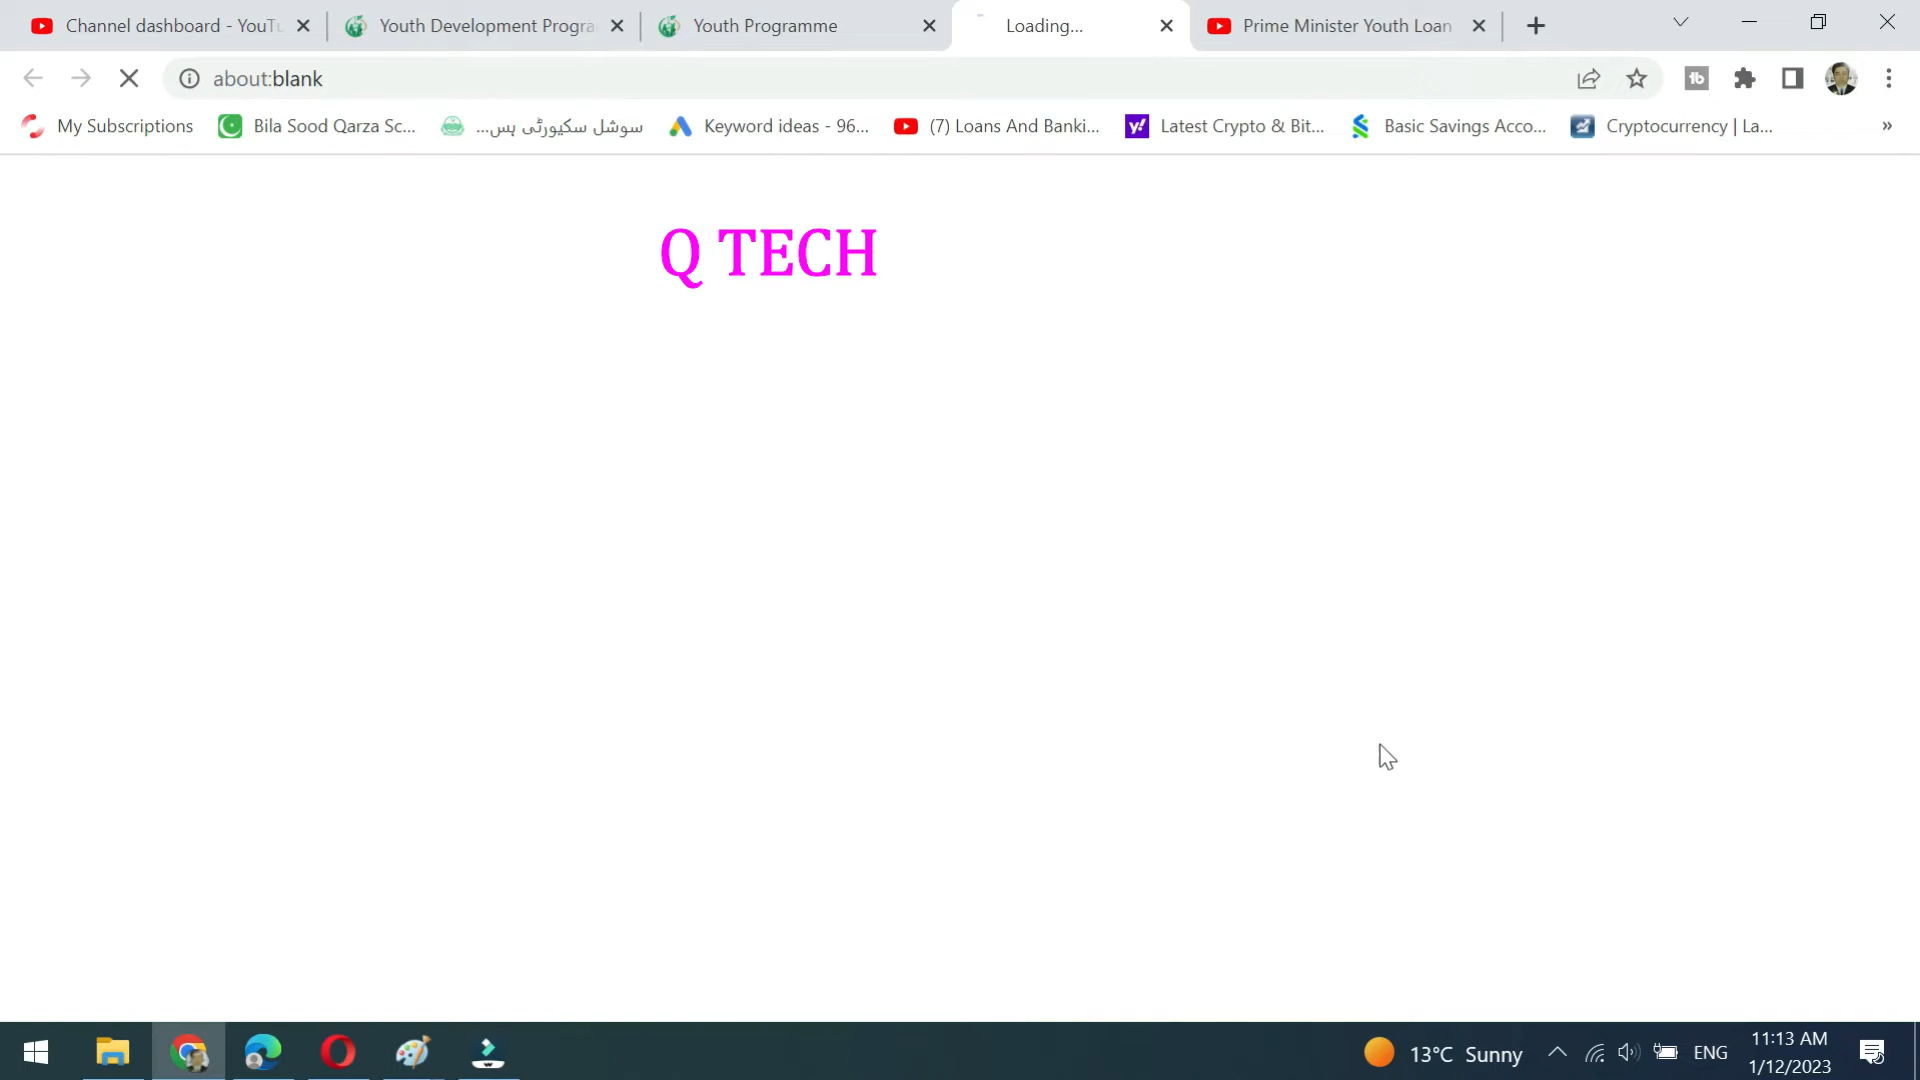 Channel dashboard - YouTu
Youth Development Progra
Youth Programme
Loading...
Prime Minister Youth Loan
about:blank
My Subscriptions
Bila Sood Qarza Sc...
سوشل سکیورٹی ہس...
Keyword ideas - 96...
(7) Loans And Banki...
Latest Crypto & Bit...
Basic Savings Acco...
Cryptocurrency | La...
»
Q TECH
13°C Sunny
ENG
11:13 AM
1/12/2023